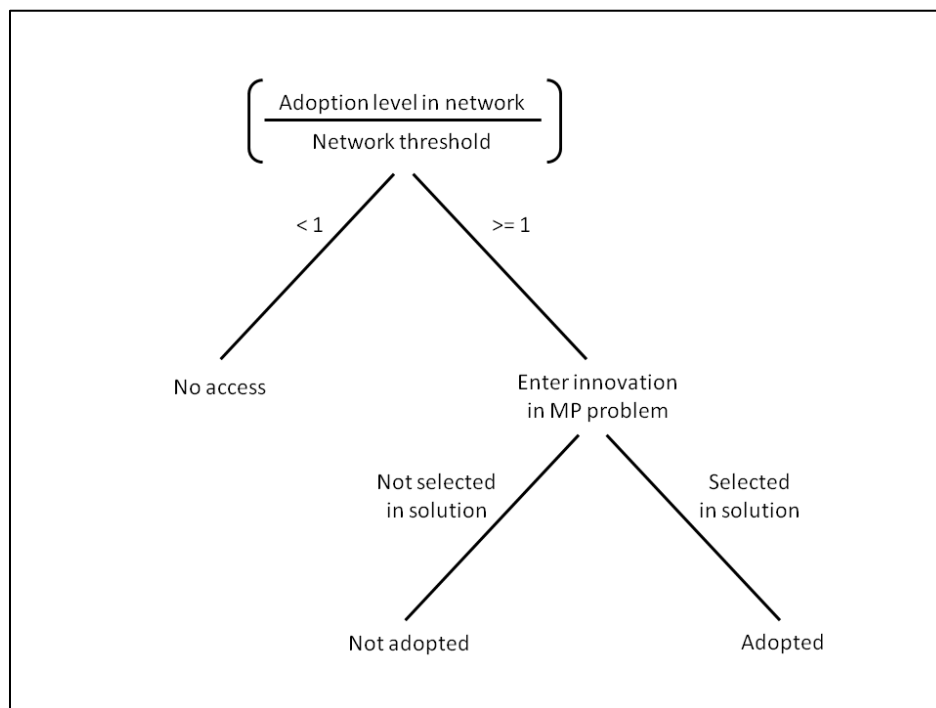 Adoption level in network
Network threshold
< 1
>= 1
No access
Enter innovation
in MP problem
Not selected
in solution
Selected
in solution
Not adopted
Adopted